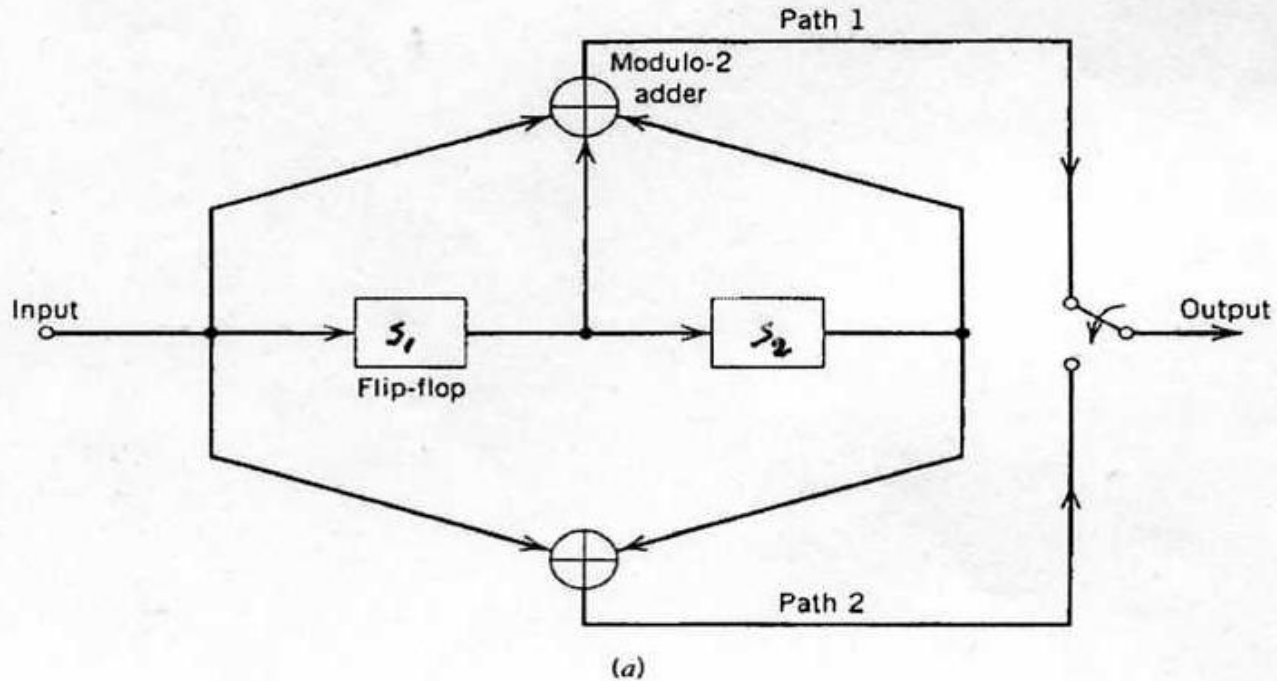 Path 1
Modulo-2
adder
Input
S₁
S₂
Output
Flip-flop
Path 2
(a)